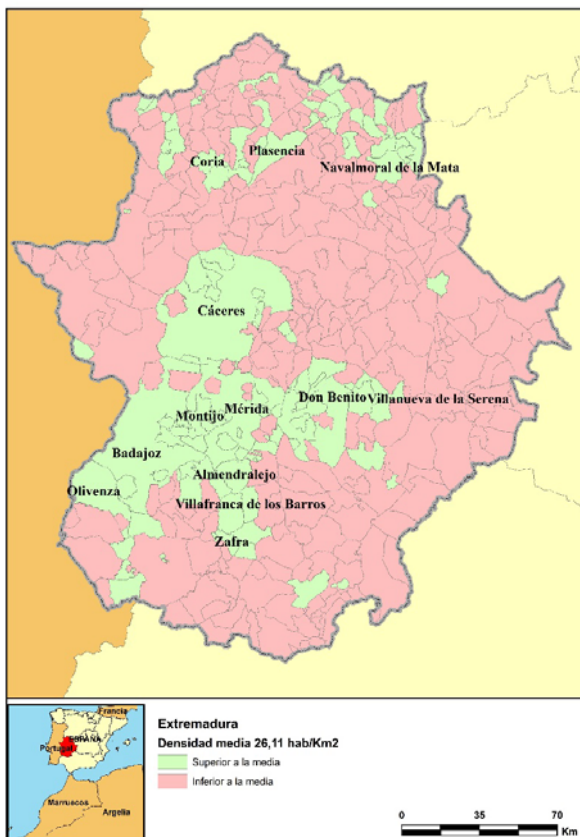 Coria
Plasencia
Navalmoral de la Mata
Cáceres
Don Benito
Villanueva de la Serena
Montijo
Mérida
Badajoz
Almendralejo
Olivenza
Villafranca de los Barros
Zafra
Francia
ESPAÑA
Portugal
Marruecos
Argelia
Extremadura
Densidad media 26,11 hab/Km2
Superior a la media
Inferior a la media
0 35 70
Km